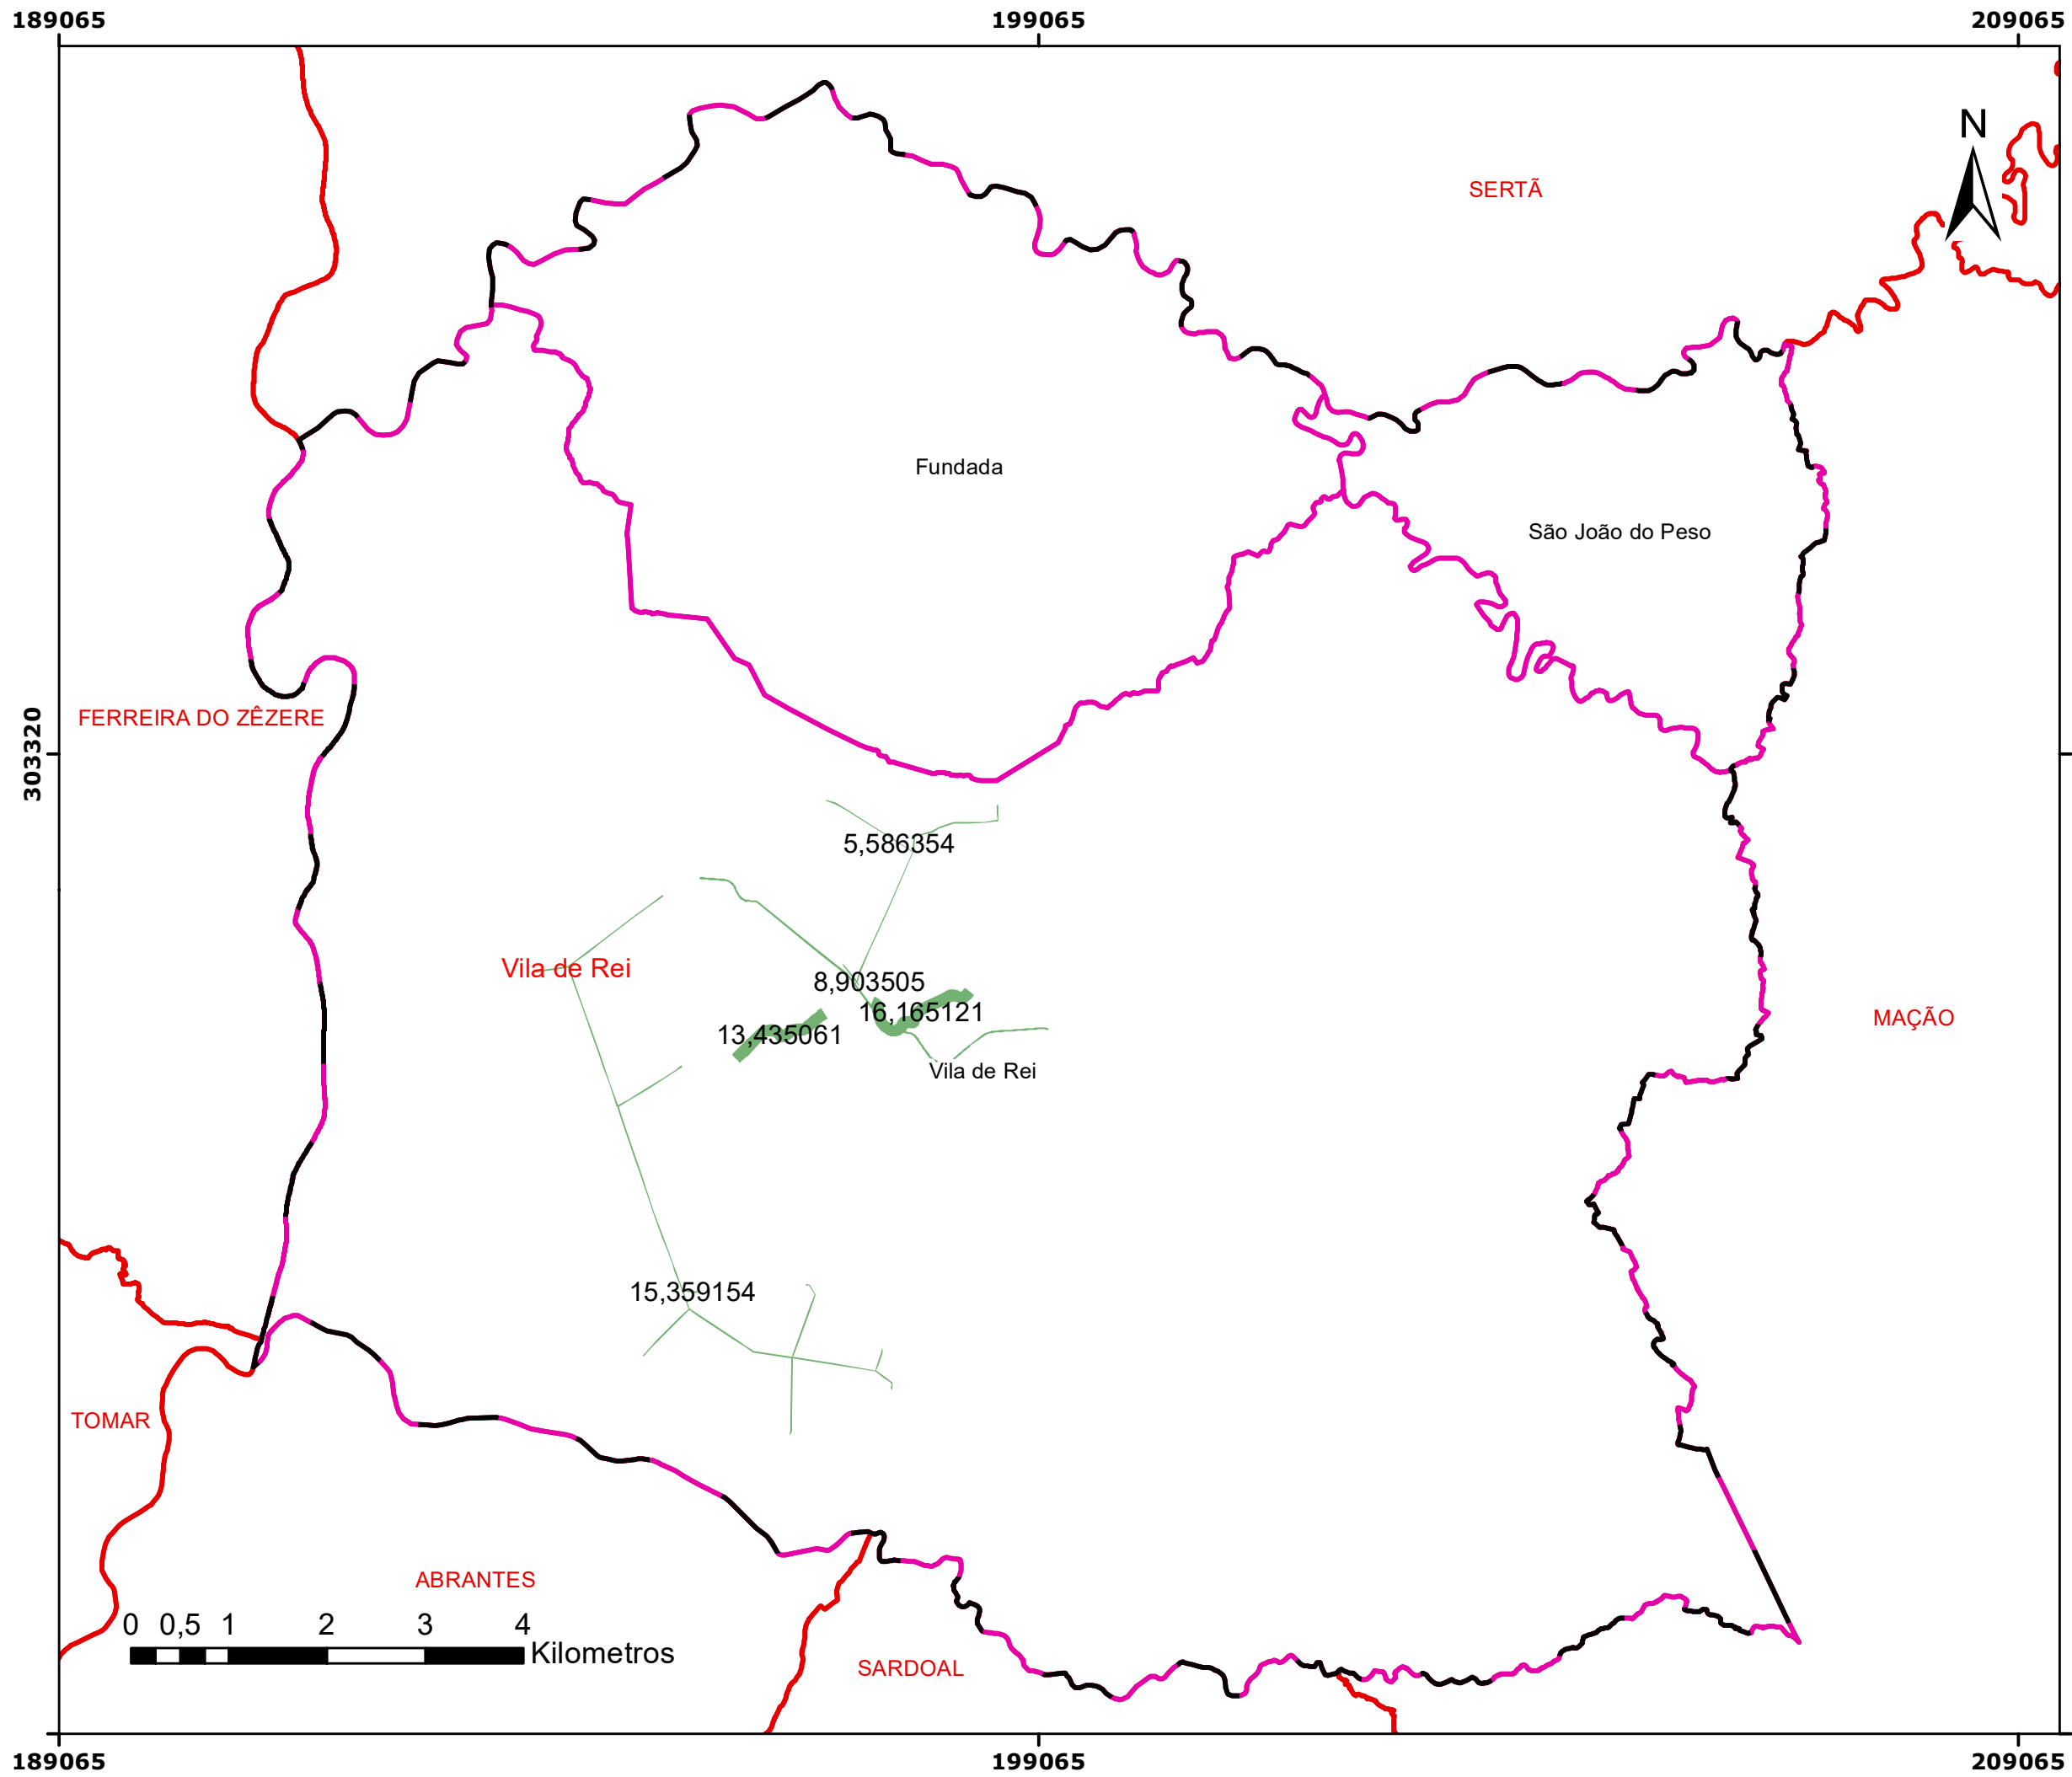 189065
199065
209065
N
SERTÃ
Fundada
São João do Peso
FERREIRA DO ZÊZERE
303320
5,586354
Vila de Rei
8,903505
16,165121
13,435061
MAÇÃO
Vila de Rei
15,359154
TOMAR
ABRANTES
0 0,5 1 2 3 4
Kilometros
SARDOAL
189065
199065
209065